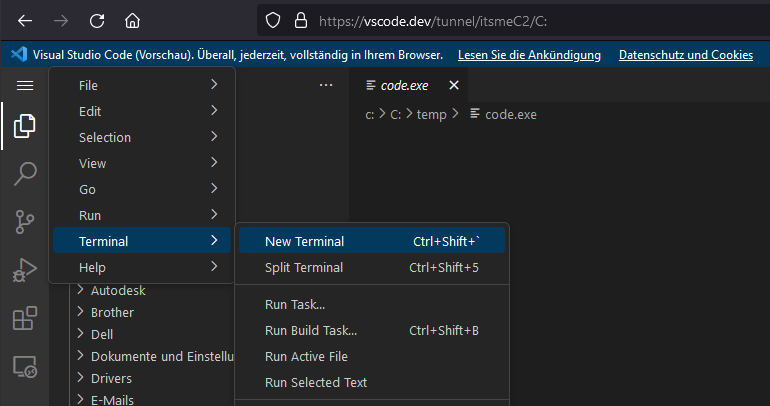 https://vscode.dev/tunnel/itsmeC2/C:
Visual Studio Code (Vorschau). Überall, jederzeit, vollständig in Ihrem Browser. Lesen Sie die Ankündigung Datenschutz und Cookies
File
Edit
Selection
View
Go
Run
Terminal
Help
code.exe
c: > C: > temp > code.exe
New Terminal Ctrl+Shift+`
Split Terminal Ctrl+Shift+5
Run Task...
Run Build Task... Ctrl+Shift+B
Run Active File
Run Selected Text
Autodesk
Brother
Dell
Dokumente und Einstellu
Drivers
E-Mails